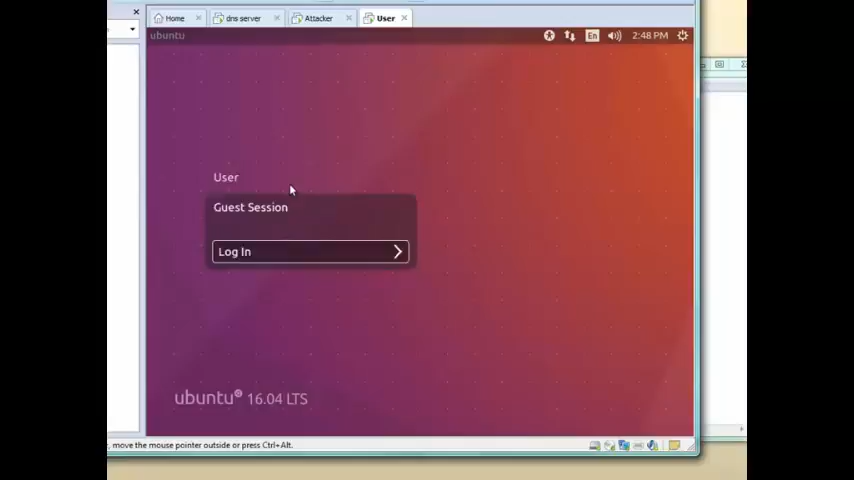 Home
dns server
Attacker
User
ubuntu
En
2:48 PM
User
Guest Session
Log In
ubuntu® 16.04 LTS
, move the mouse pointer outside or press Ctrl+Alt.